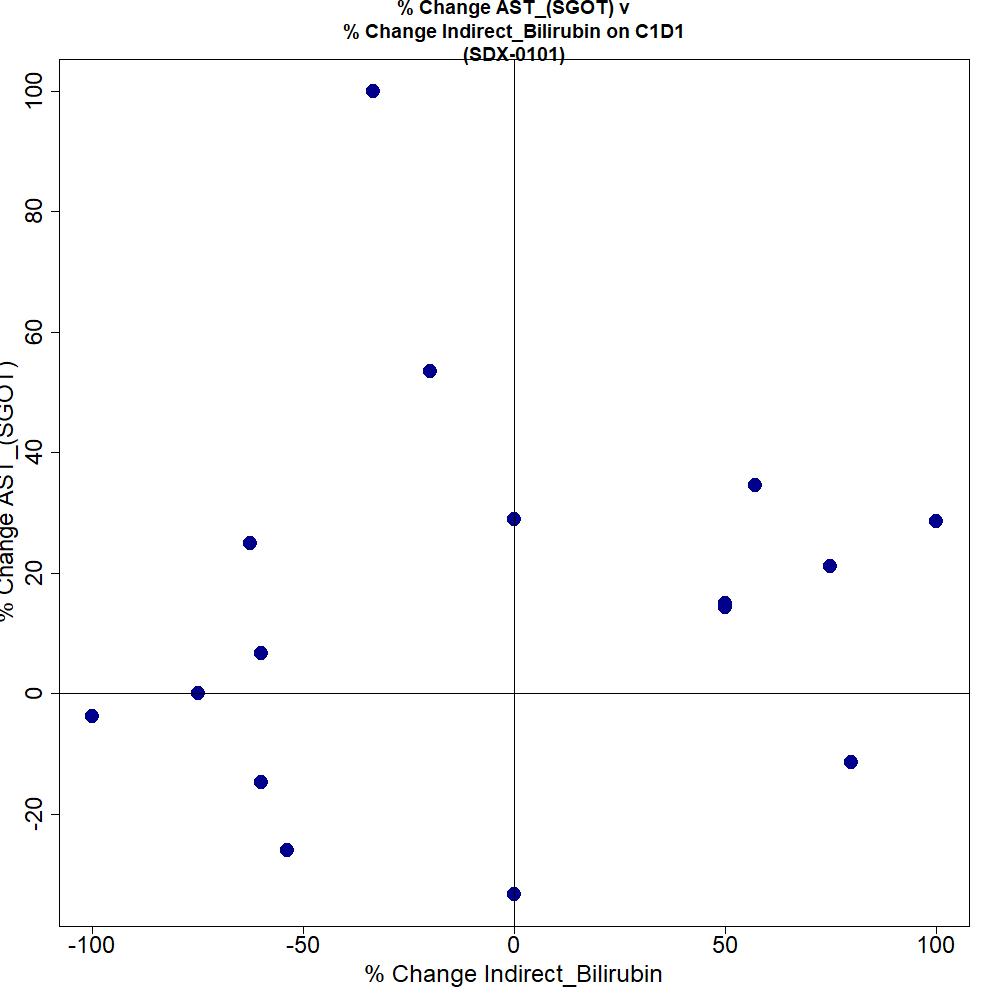 % Change AST_(SGOT) v
% Change Indirect_Bilirubin on C1D1
(SDX-0101)
% Change AST_(SGOT)
100
80
60
40
20
0
-20
-100
-50
0
50
100
% Change Indirect_Bilirubin